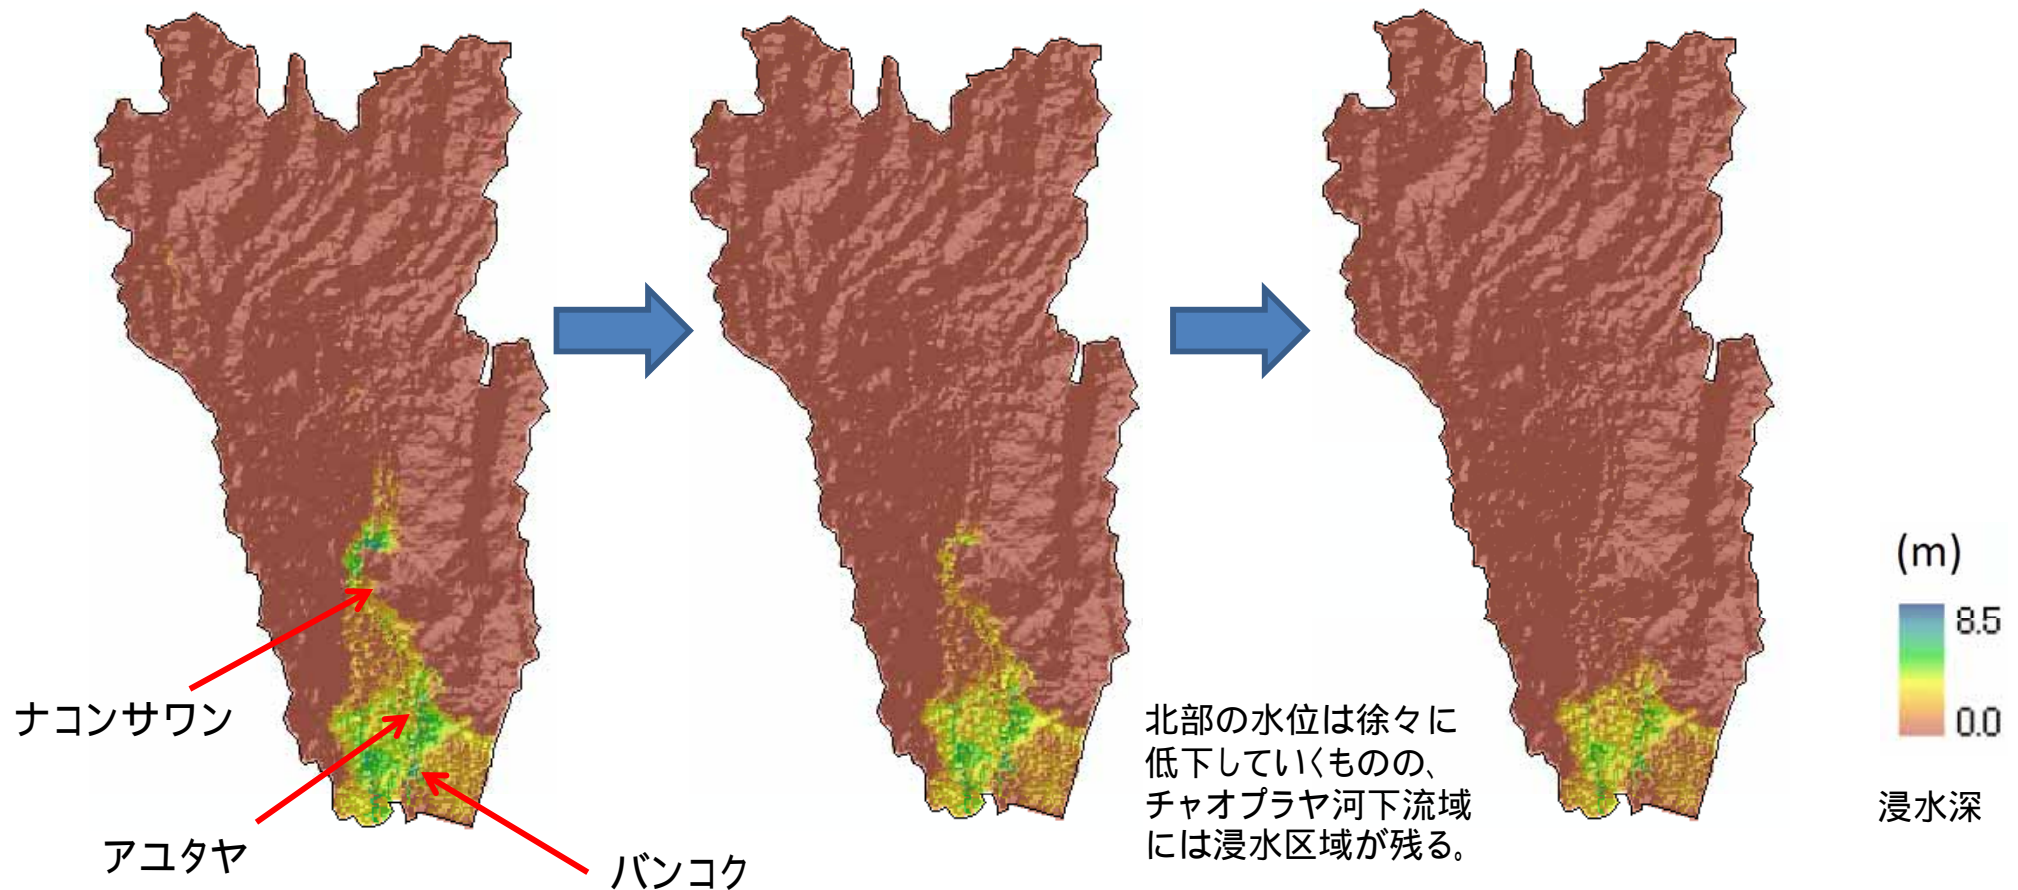 ナコンサワン
アユタヤ
バンコク
北部の水位は徐々に
低下していくものの、
チャオプラヤ河下流域
には浸水区域が残る。
(m)
8.5
0.0
浸水深